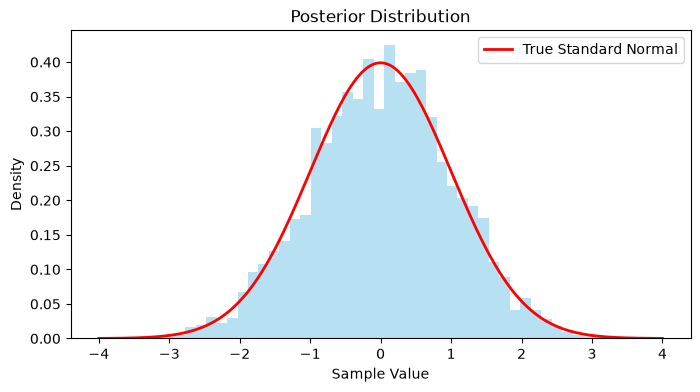 Posterior Distribution
True Standard Normal
Density
0.40
0.35
0.30
0.25
0.20
0.15
0.10
0.05
0.00
−4 −3 −2 −1 0 1 2 3 4
Sample Value